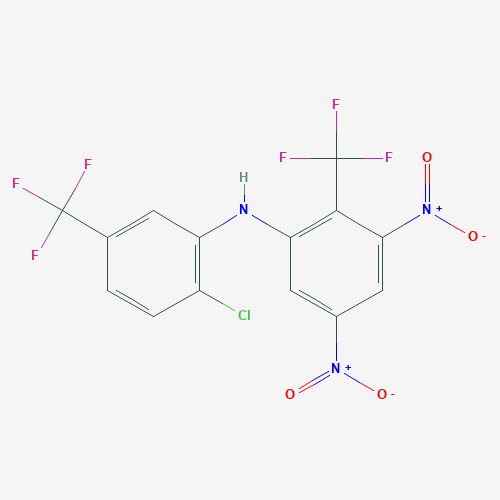 F
F F O
F H F F
F N N + O -
F
Cl
N +
O O -